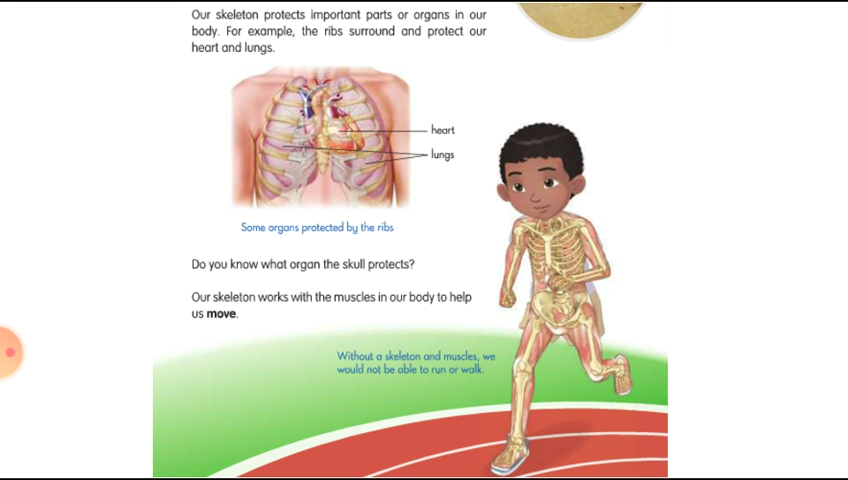 Our skeleton protects important parts or organs in our
body. For example, the ribs surround and protect our
heart and lungs.
heart
lungs
Some organs protected by the ribs
Do you know what organ the skull protects?
Our skeleton works with the muscles in our body to help
us move.
Without a skeleton and muscles, we
would not be able to run or walk.